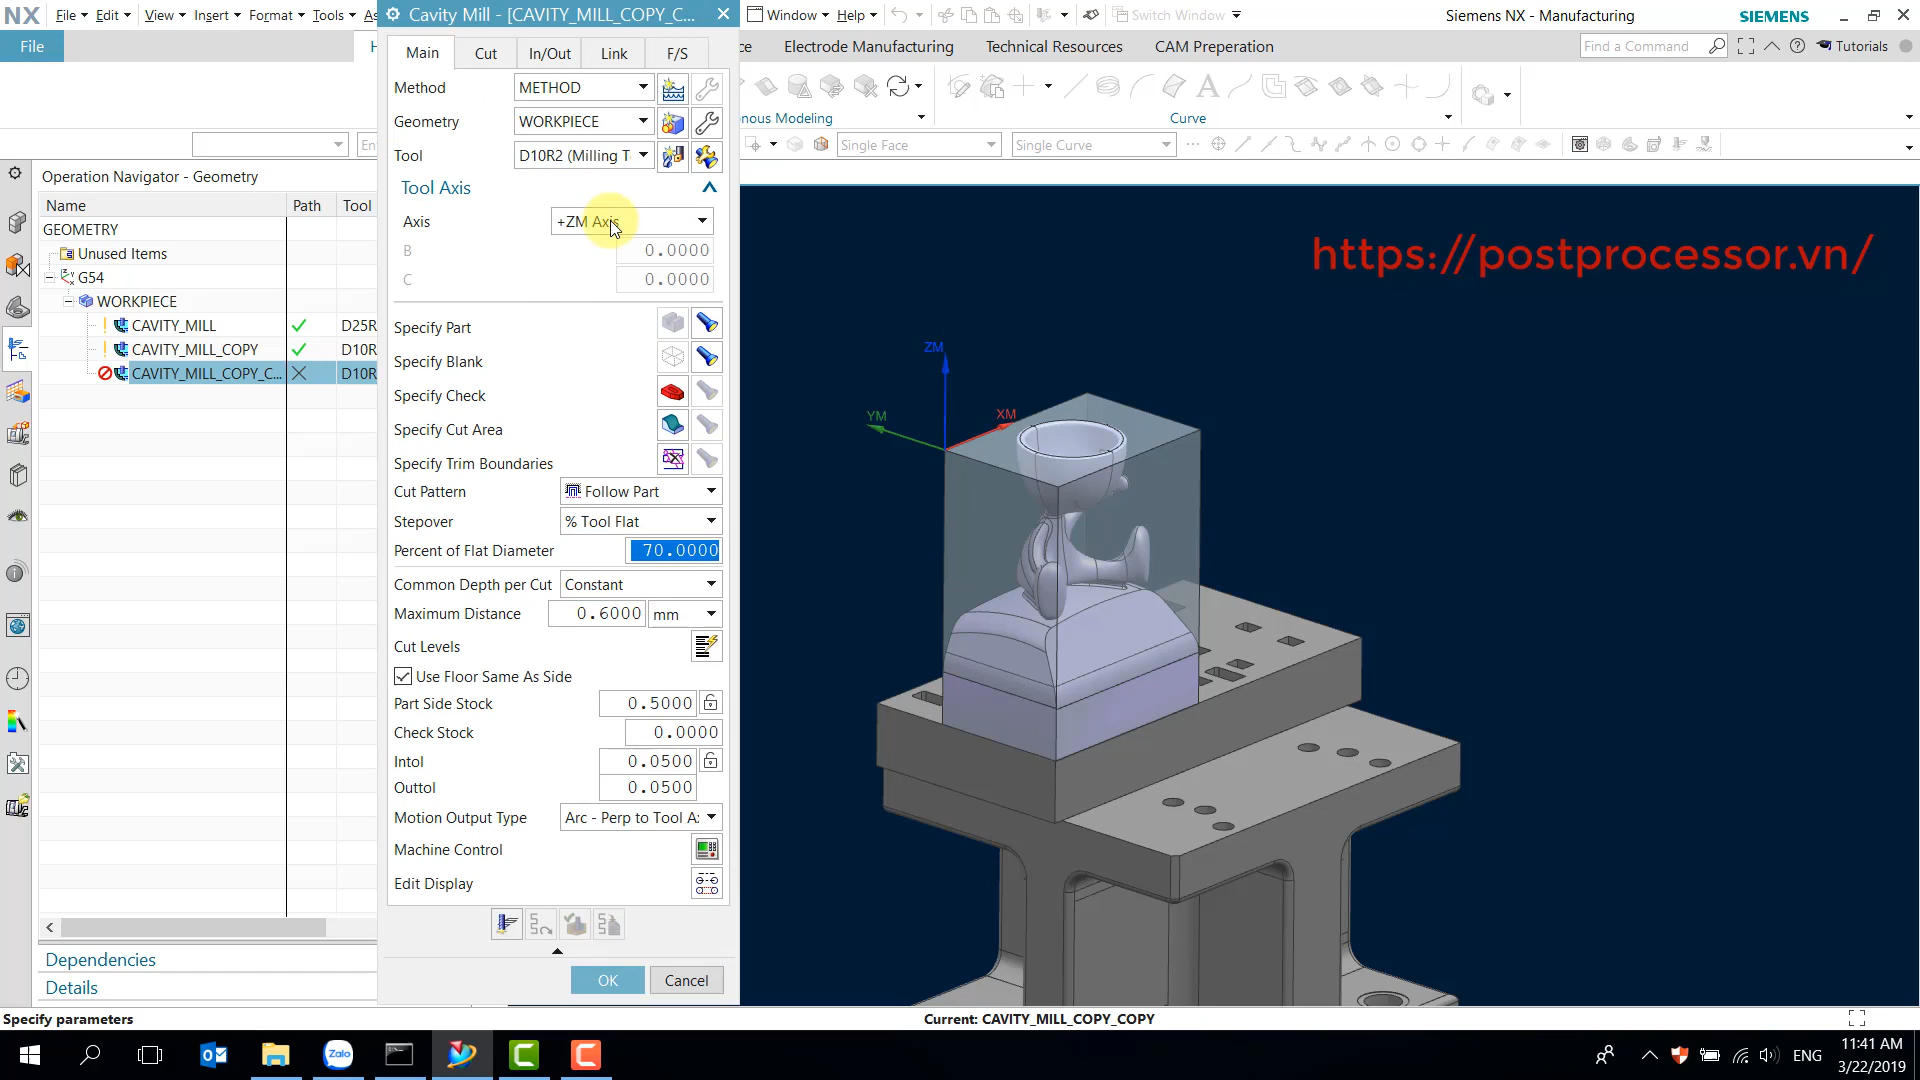 NX
File Edit View Insert Format Tools
Cavity Mill - [CAVITY_MILL_COPY_C...
Window Help
Switch Window
Siemens NX - Manufacturing
SIEMENS
File
Electrode Manufacturing
Technical Resources
CAM Preperation
Find a Command
Tutorials
Main
Cut
In/Out
Link
F/S
Method
METHOD
Geometry
WORKPIECE
Tool
D10R2 (Milling T
Tool Axis
Axis
+ZM Axis
B
0.0000
C
0.0000
Specify Part
Specify Blank
Specify Check
Specify Cut Area
Specify Trim Boundaries
Cut Pattern
Follow Part
Stepover
% Tool Flat
Percent of Flat Diameter
70.0000
Common Depth per Cut
Constant
Maximum Distance
0.6000
mm
Cut Levels
Use Floor Same As Side
Part Side Stock
0.5000
Check Stock
0.0000
Intol
0.0500
Outtol
0.0500
Motion Output Type
Arc - Perp to Tool A
Machine Control
Edit Display
OK
Cancel
nous Modeling
Curve
Single Face
Single Curve
Operation Navigator - Geometry
Name
Path
Tool
GEOMETRY
Unused Items
G54
WORKPIECE
CAVITY_MILL
D25R
CAVITY_MILL_COPY
D10R
CAVITY_MILL_COPY_C...
D10R
Dependencies
Details
https://postprocessor.vn/
ZM
YM
XM
Specify parameters
Current: CAVITY_MILL_COPY_COPY
Zalo
ENG
11:41 AM
3/22/2019